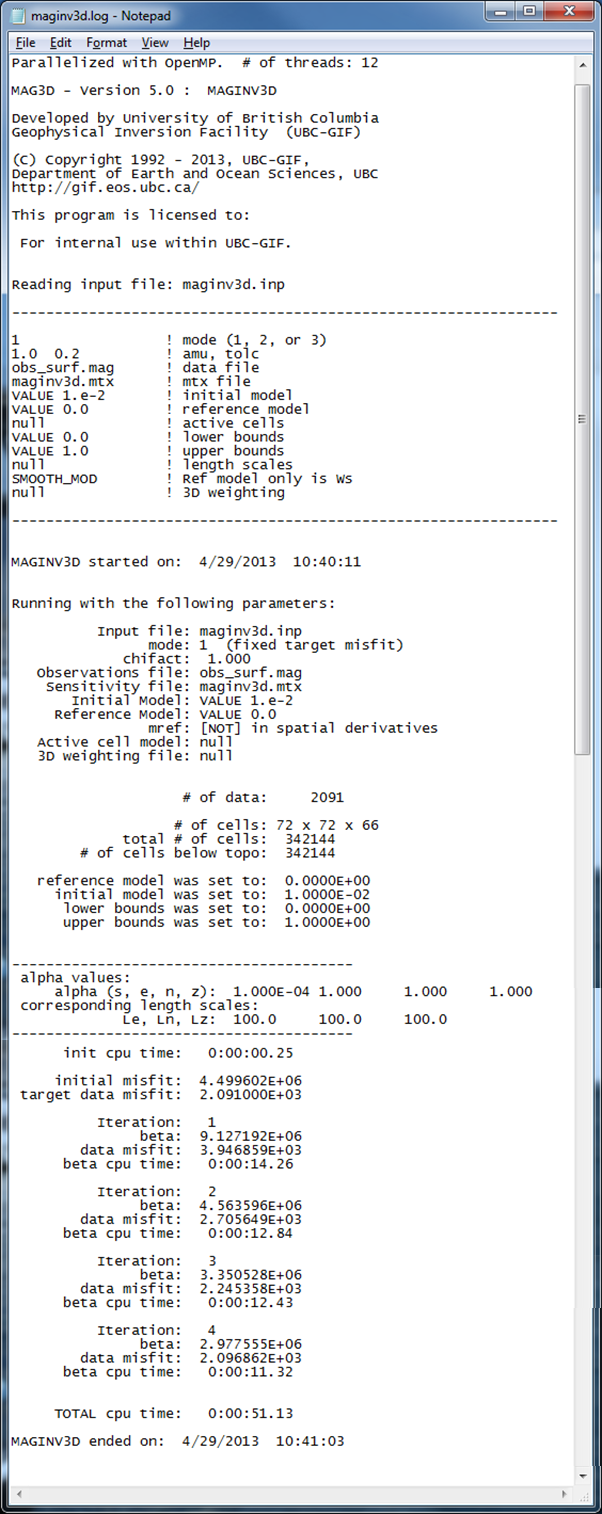 maginv3d.log - Notepad
File Edit Format View Help
Parallelized with OpenMP.  # of threads: 12
MAG3D - Version 5.0 :  MAGINV3D
Developed by University of British Columbia
Geophysical Inversion Facility  (UBC-GIF)
(C) Copyright 1992 - 2013, UBC-GIF,
Department of Earth and Ocean Sciences, UBC
http://gif.eos.ubc.ca/
This program is licensed to:
For internal use within UBC-GIF.
Reading input file: maginv3d.inp
----------------------------------------------------------------
1                 ! mode (1, 2, or 3)
1.0  0.2          ! amu, tolc
obs_surf.mag      ! data file
maginv3d.mtx      ! mtx file
VALUE 1.e-2       ! initial model
VALUE 0.0         ! reference model
null              ! active cells
VALUE 0.0         ! lower bounds
VALUE 1.0         ! upper bounds
null              ! length scales
SMOOTH_MOD        ! Ref model only is Ws
null              ! 3D weighting
----------------------------------------------------------------
MAGINV3D started on:  4/29/2013  10:40:11
Running with the following parameters:
Input file: maginv3d.inp
mode: 1  (fixed target misfit)
chifact:  1.000
Observations file: obs_surf.mag
Sensitivity file: maginv3d.mtx
Initial Model: VALUE 1.e-2
Reference Model: VALUE 0.0
mref: [NOT] in spatial derivatives
Active cell model: null
3D weighting file: null
# of data:     2091
# of cells: 72 x 72 x 66
total # of cells:  342144
# of cells below topo:  342144
reference model was set to:  0.0000E+00
initial model was set to:  1.0000E-02
lower bounds was set to:  0.0000E+00
upper bounds was set to:  1.0000E+00
----------------------------------------
alpha values:
alpha (s, e, n, z):  1.000E-04 1.000     1.000     1.000
corresponding length scales:
Le, Ln, Lz:  100.0     100.0     100.0
----------------------------------------
init cpu time:   0:00:00.25
initial misfit:  4.499602E+06
target data misfit:  2.091000E+03
Iteration:   1
beta:  9.127192E+06
data misfit:  3.946859E+03
beta cpu time:   0:00:14.26
Iteration:   2
beta:  4.563596E+06
data misfit:  2.705649E+03
beta cpu time:   0:00:12.84
Iteration:   3
beta:  3.350528E+06
data misfit:  2.245358E+03
beta cpu time:   0:00:12.43
Iteration:   4
beta:  2.977555E+06
data misfit:  2.096862E+03
beta cpu time:   0:00:11.32
TOTAL cpu time:   0:00:51.13
MAGINV3D ended on:  4/29/2013  10:41:03